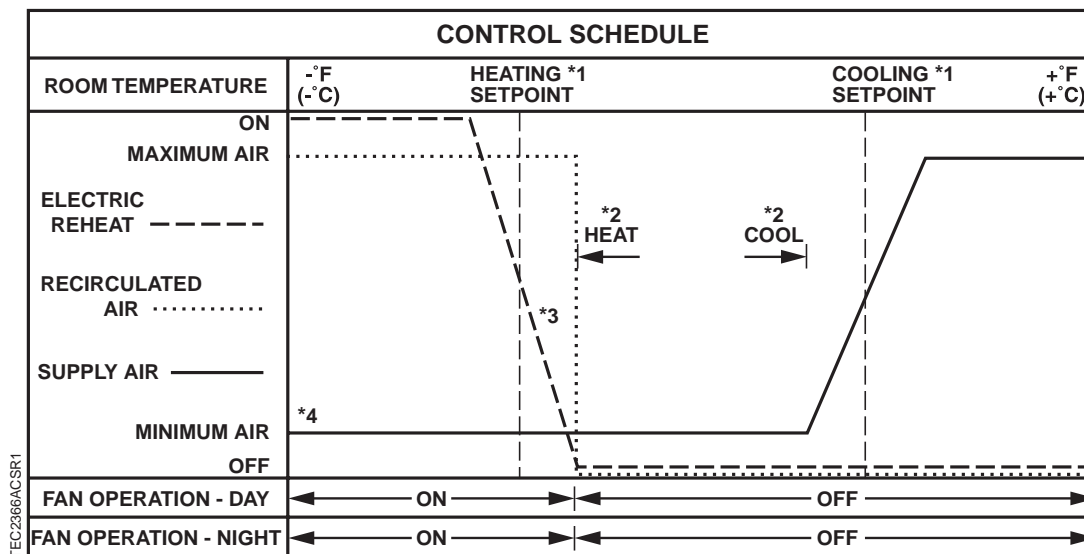 CONTROL SCHEDULE
ROOM TEMPERATURE
-˚F
(-˚C)
HEATING *1
SETPOINT
COOLING *1
SETPOINT
+˚F
(+˚C)
ON
MAXIMUM AIR
ELECTRIC
REHEAT
*2
HEAT
*2
COOL
RECIRCULATED
AIR
*3
SUPPLY AIR
*4
MINIMUM AIR
OFF
FAN OPERATION - DAY
ON
OFF
FAN OPERATION - NIGHT
ON
OFF
TEC2366ACSR1